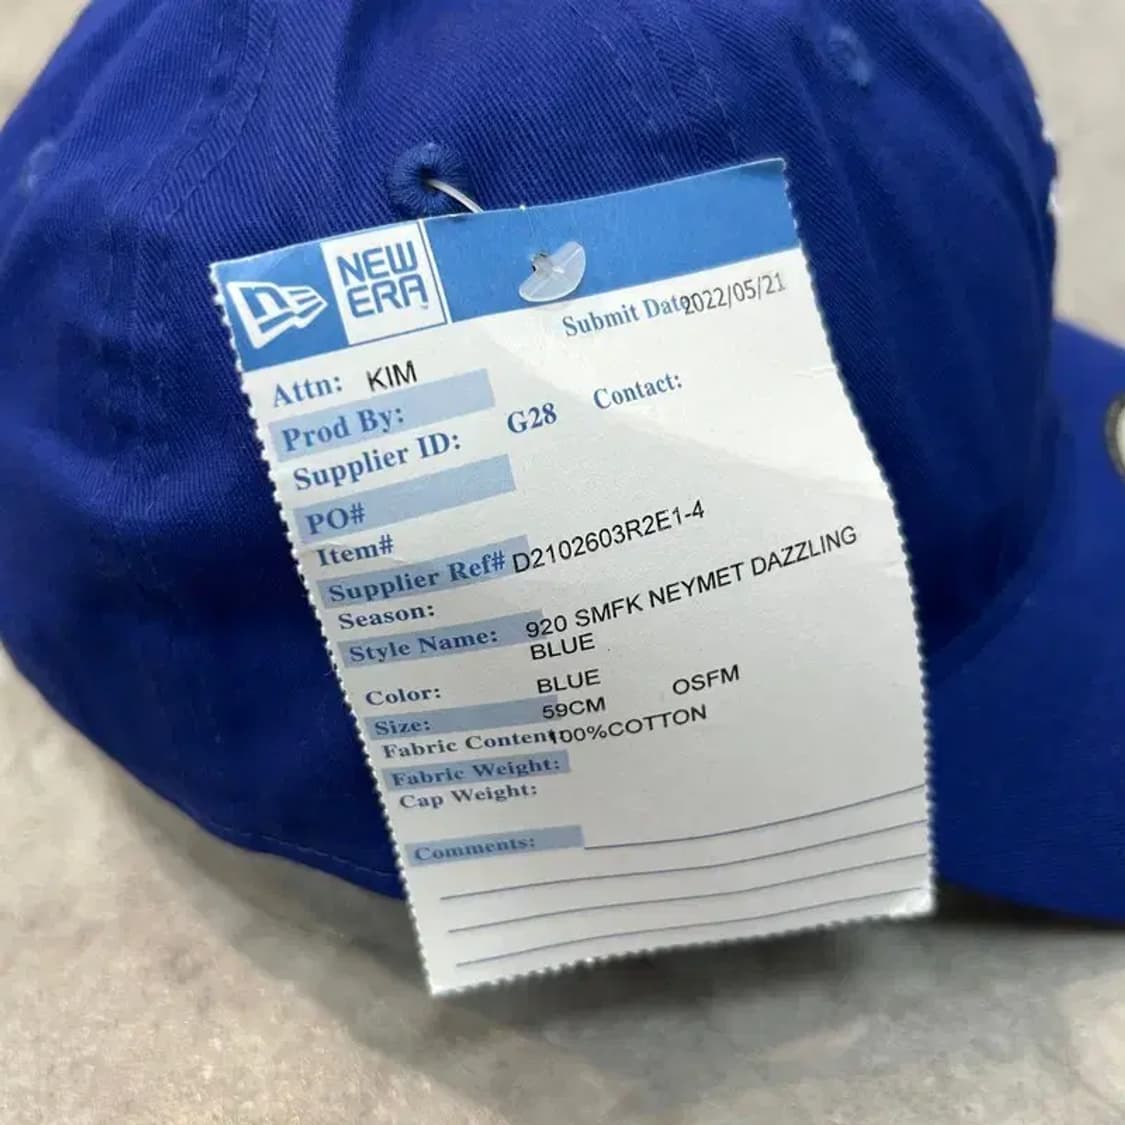 NEW
ERA
Submit Date 2022/05/21
Attn: KIM
Prod By:
Contact:
Supplier ID: G28
PO#
Item#
Supplier Ref# D2102603R2E1-4
Season:
Style Name: 920 SMFK NEYMET DAZZLING
BLUE
Color: BLUE
Size: 59CM OSFM
Fabric Content: 100%COTTON
Fabric Weight:
Cap Weight:
Comments: